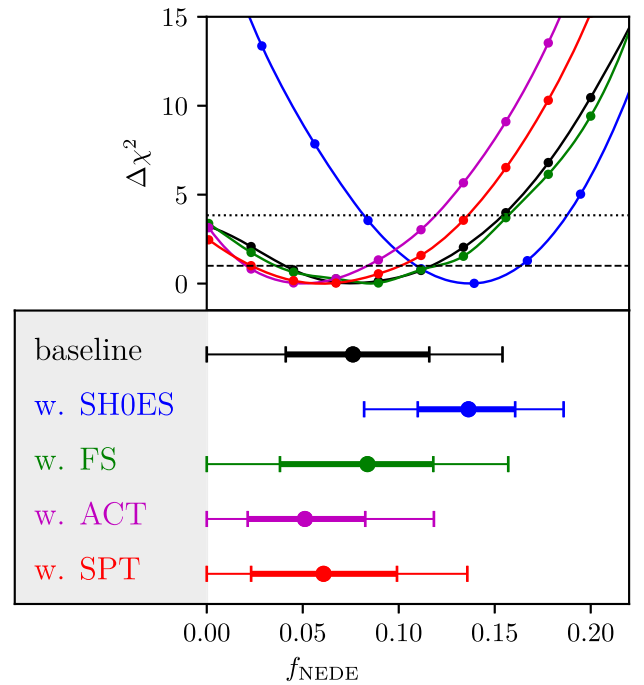 15
10
5
0
Δχ²
baseline
w. SH0ES
w. FS
w. ACT
w. SPT
0.00 0.05 0.10 0.15 0.20
f_NEDE